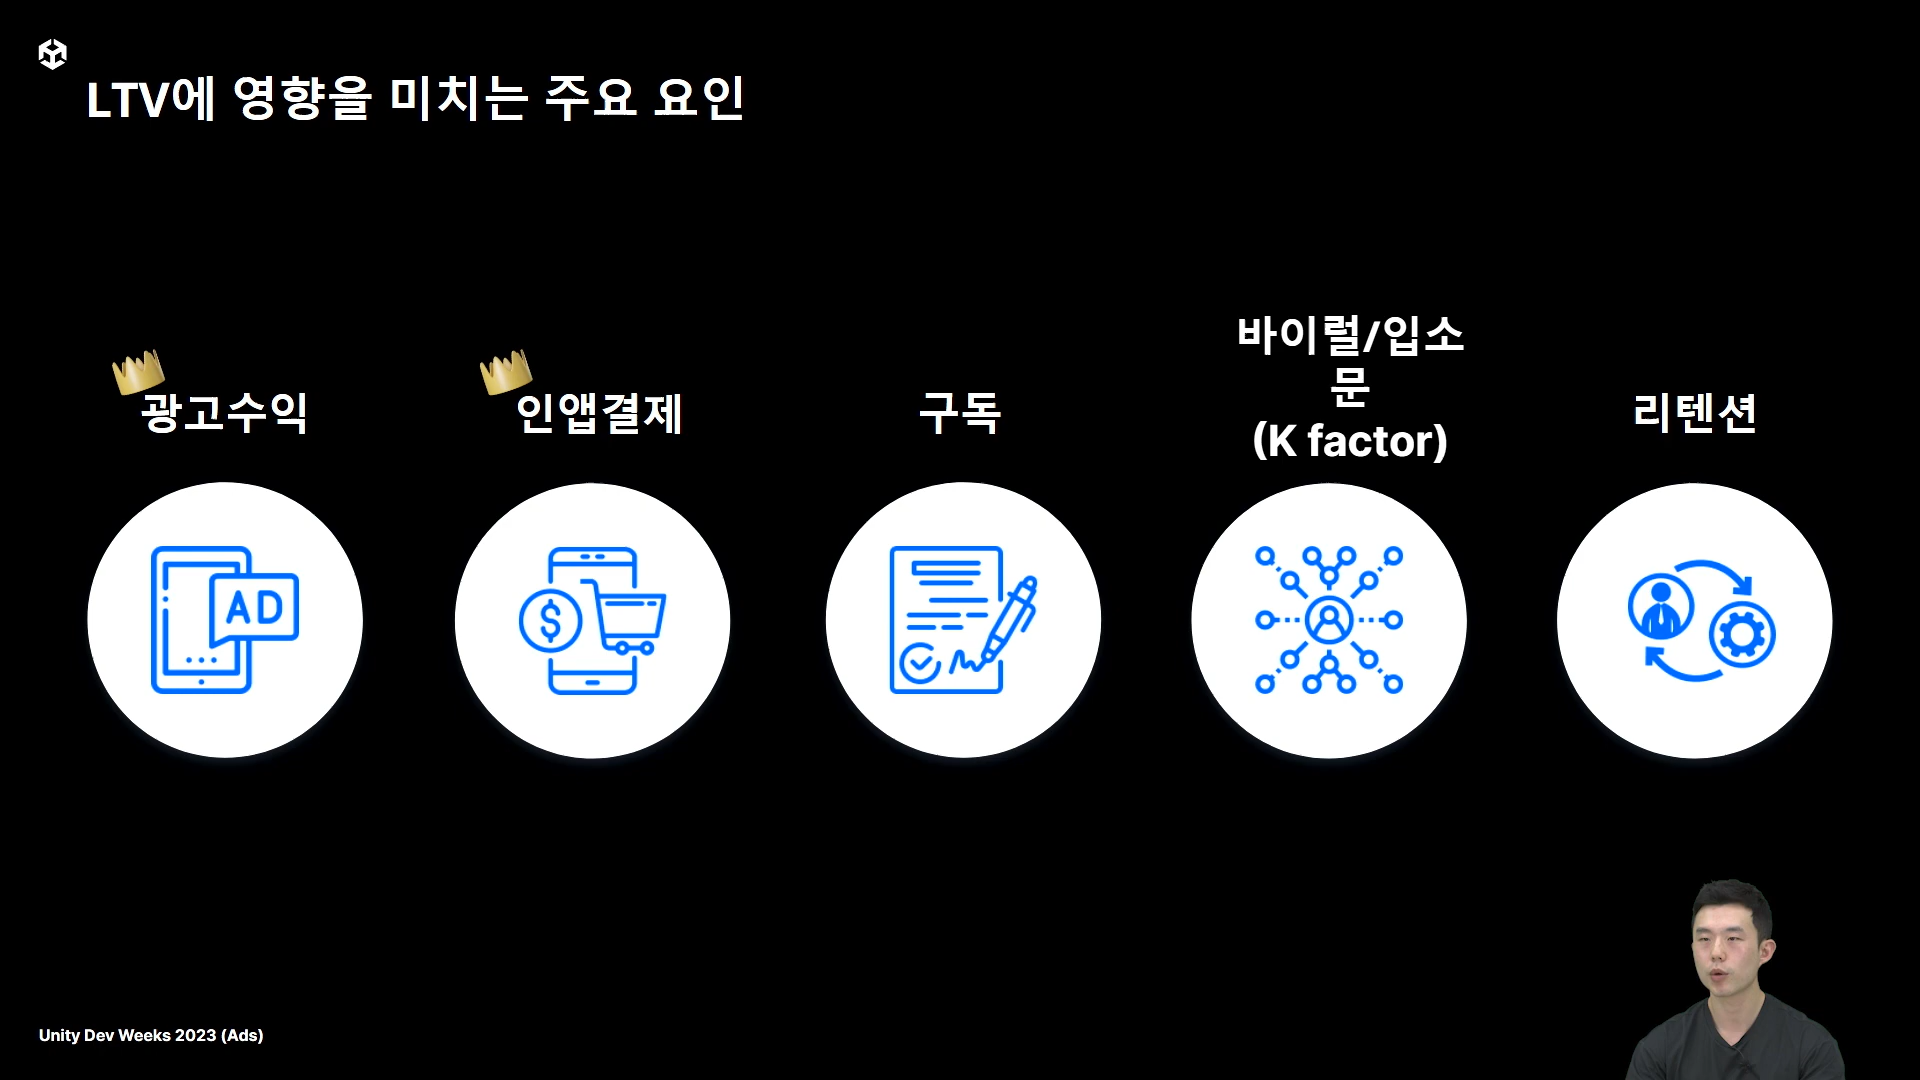 LTV에 영향을 미치는 주요 요인
광고수익
인앱결제
구독
바이럴/입소
문
(K factor)
리텐션
AD
$
Unity Dev Weeks 2023 (Ads)